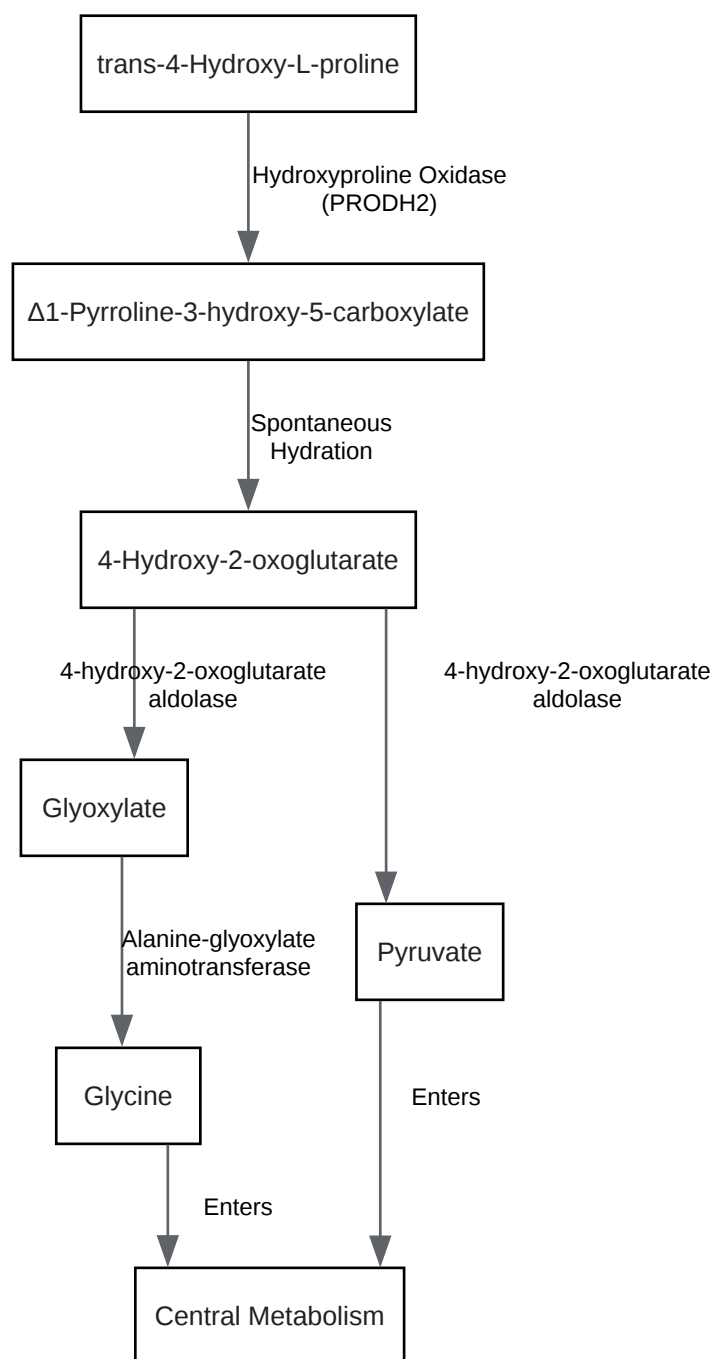 trans-4-Hydroxy-L-proline
Hydroxyproline Oxidase
(PRODH2)
Δ1-Pyrroline-3-hydroxy-5-carboxylate
Spontaneous
Hydration
4-Hydroxy-2-oxoglutarate
4-hydroxy-2-oxoglutarate
aldolase
4-hydroxy-2-oxoglutarate
aldolase
Glyoxylate
Alanine-glyoxylate
aminotransferase
Pyruvate
Glycine
Enters
Enters
Central Metabolism